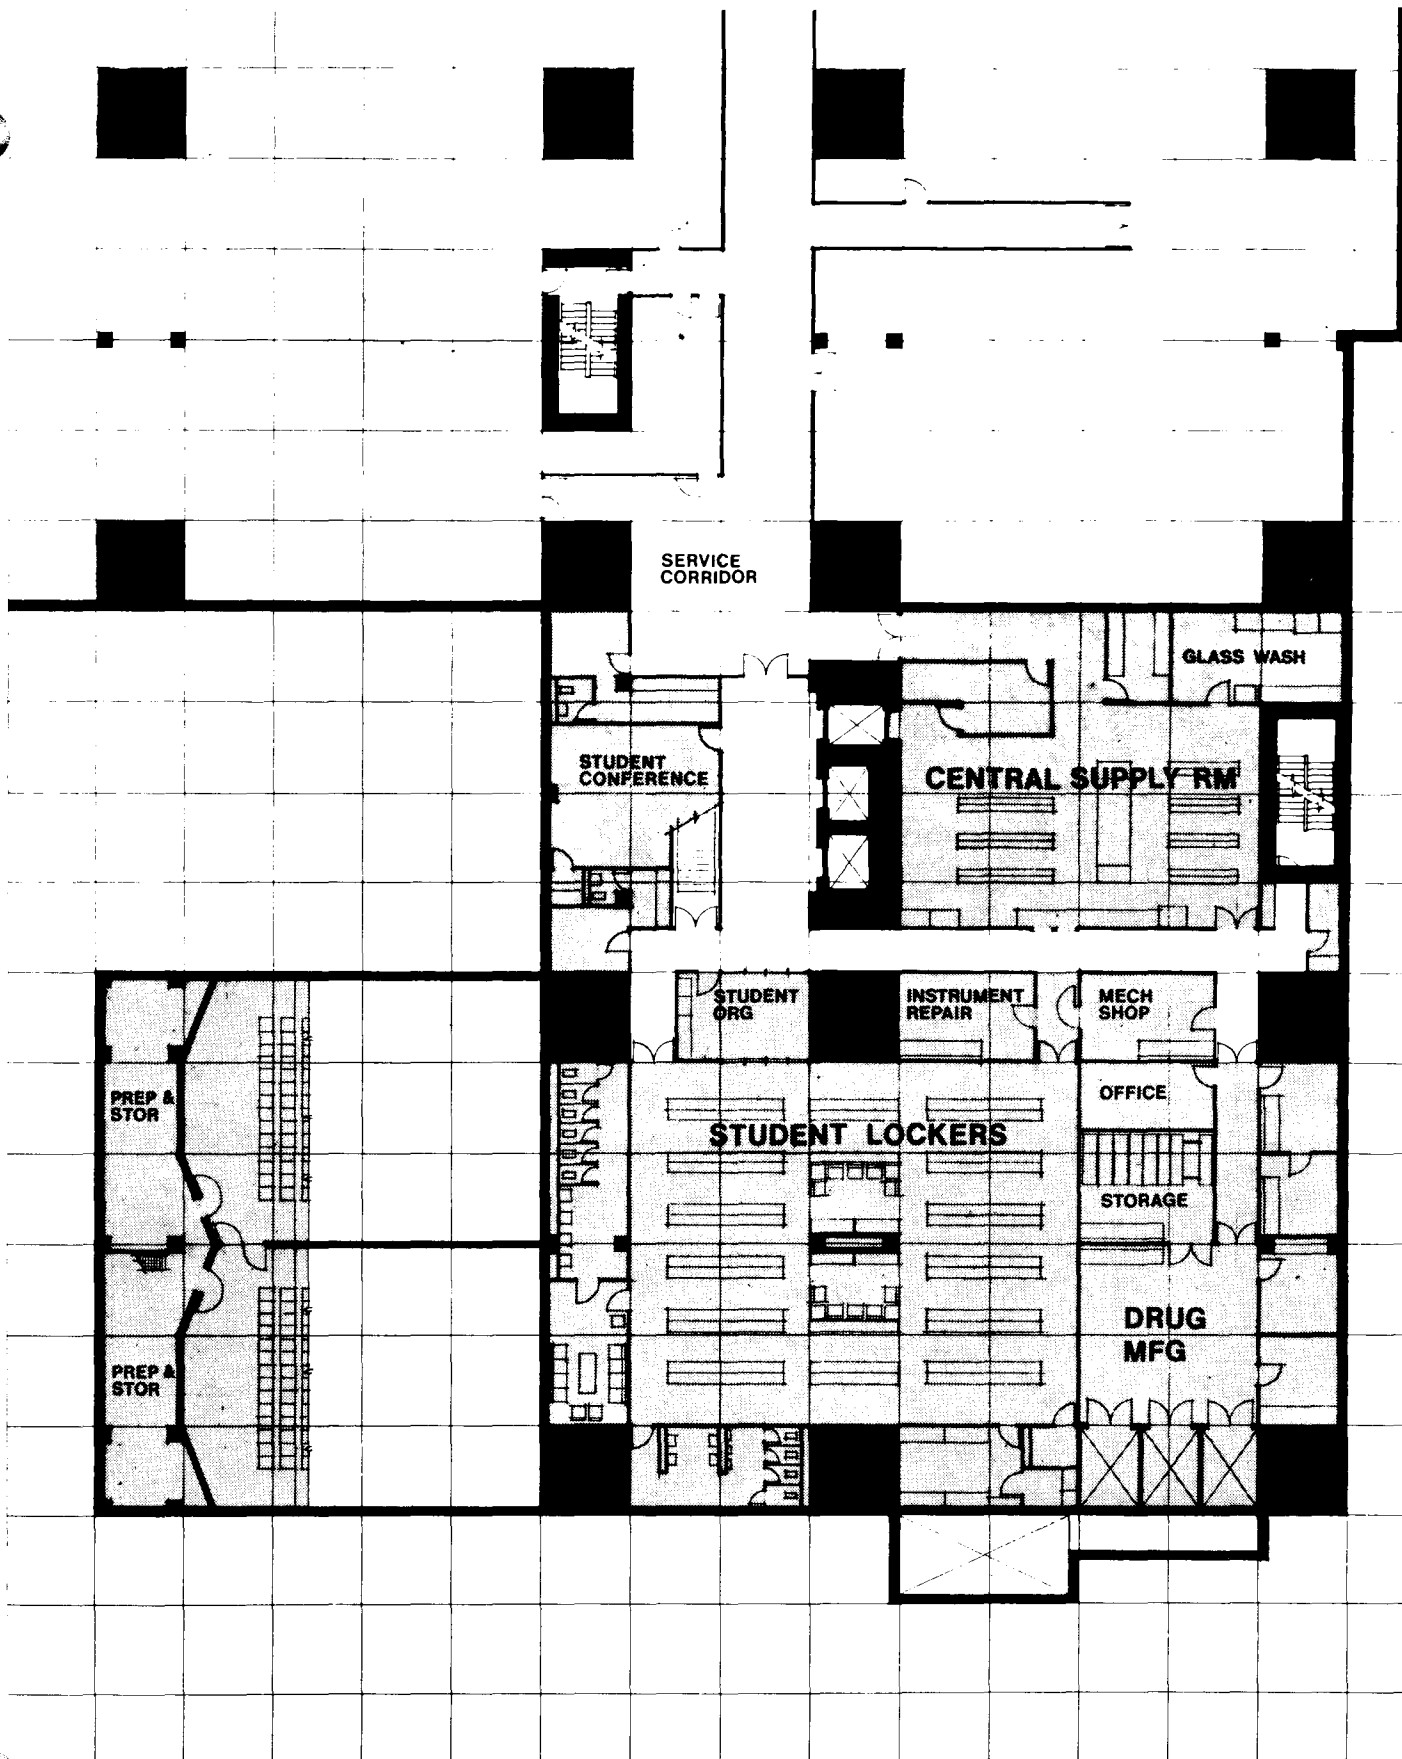 SERVICE
CORRIDOR
GLASS WASH
STUDENT
CONFERENCE
CENTRAL SUPPLY RM
STUDENT
ORG
INSTRUMENT
REPAIR
MECH
SHOP
PREP &
STOR
OFFICE
STUDENT LOCKERS
STORAGE
DRUG
MFG
PREP &
STOR